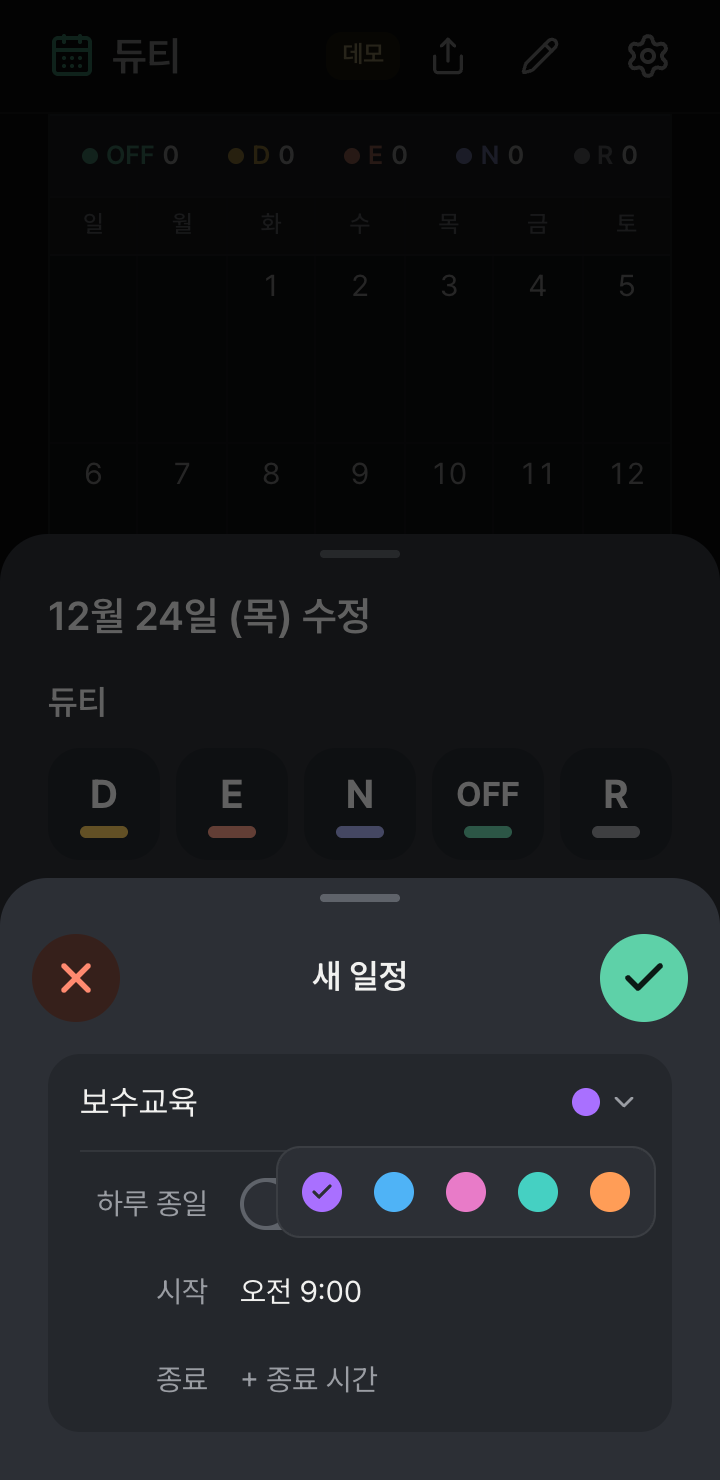 듀티 데모
OFF 0 D 0 E 0 N 0 R 0
일 월 화 수 목 금 토
1 2 3 4 5
6 7 8 9 10 11 12
12월 24일 (목) 수정
듀티
D E N OFF R
새 일정
보수교육
하루 종일
시작 오전 9:00
종료 + 종료 시간